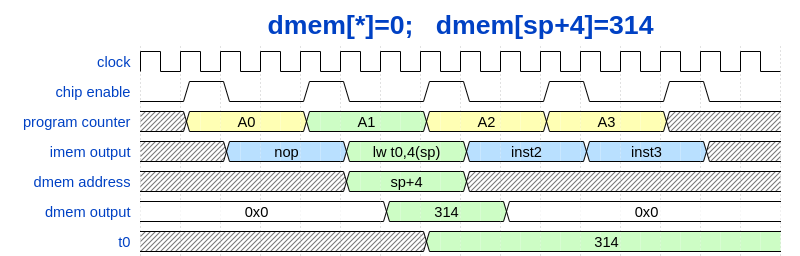 dmem[*]=0;   dmem[sp+4]=314
clock
chip enable
program counter A0 A1 A2 A3
imem output nop lw t0,4(sp) inst2 inst3
dmem address sp+4
dmem output 0x0 314 0x0
t0 314